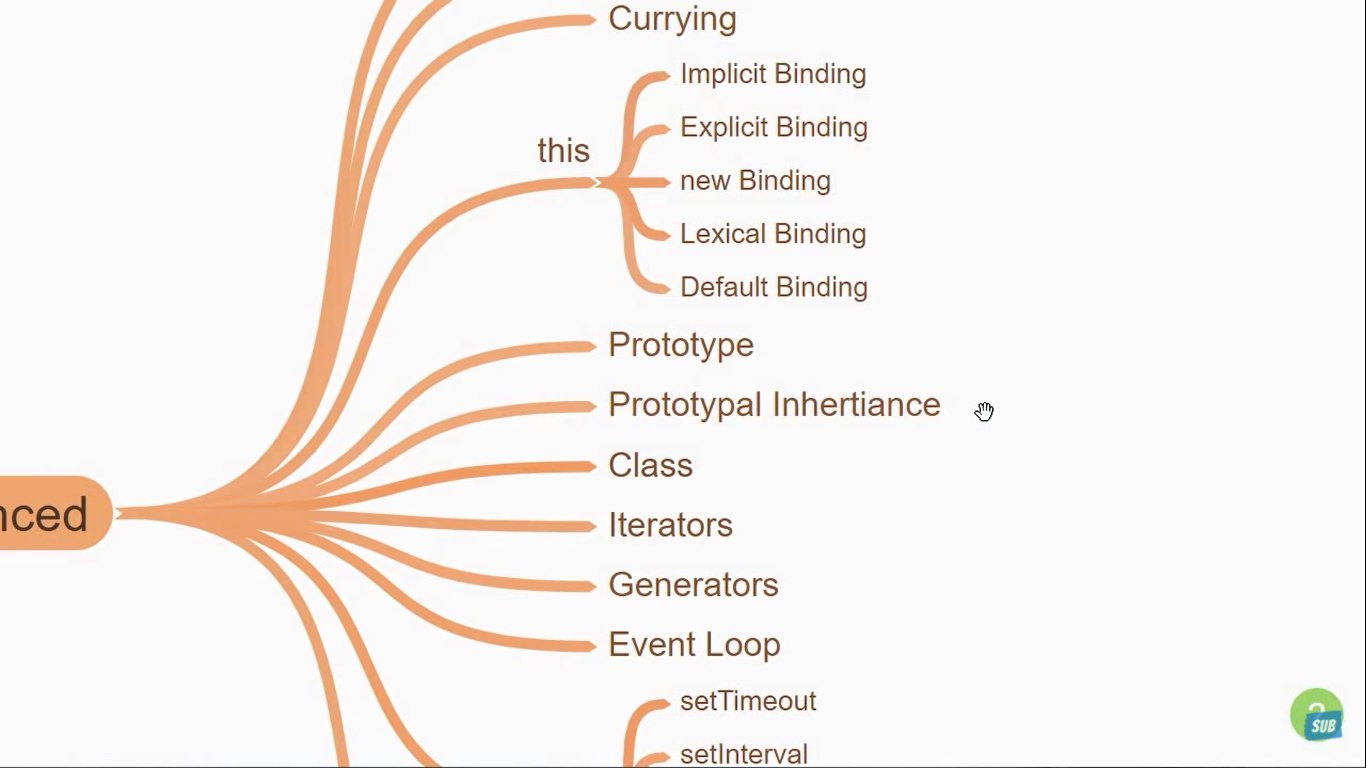 Currying
Implicit Binding
Explicit Binding
this
new Binding
Lexical Binding
Default Binding
Prototype
Prototypal Inhertiance
Class
nced
Iterators
Generators
Event Loop
setTimeout
SUB
setInterval